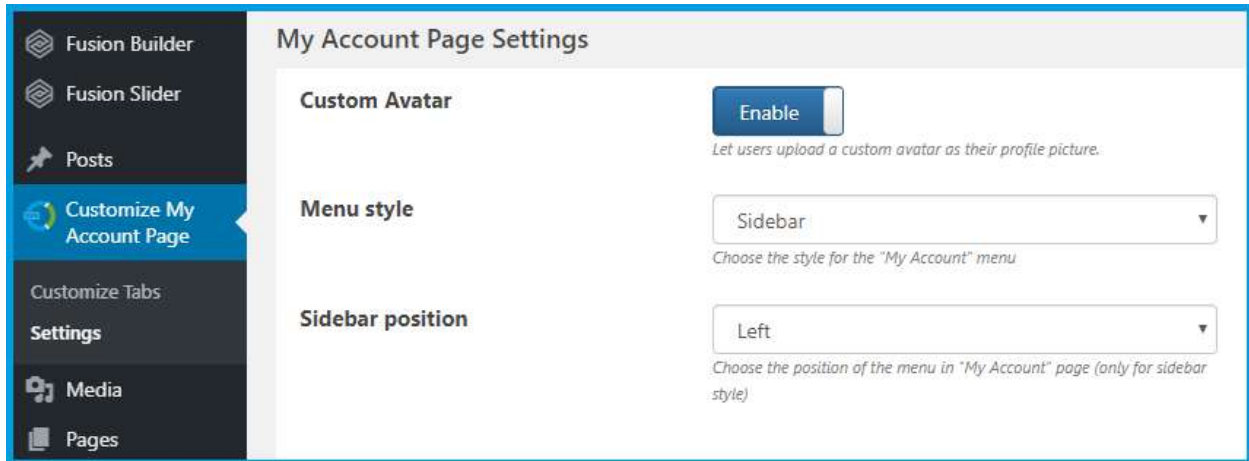 Fusion Builder
Fusion Slider
Posts
Customize My
Account Page
Customize Tabs
Settings
Media
Pages
My Account Page Settings
Custom Avatar
Enable
Let users upload a custom avatar as their profile picture.
Menu style
Sidebar
Choose the style for the "My Account" menu
Sidebar position
Left
Choose the position of the menu in "My Account" page (only for sidebar
style)